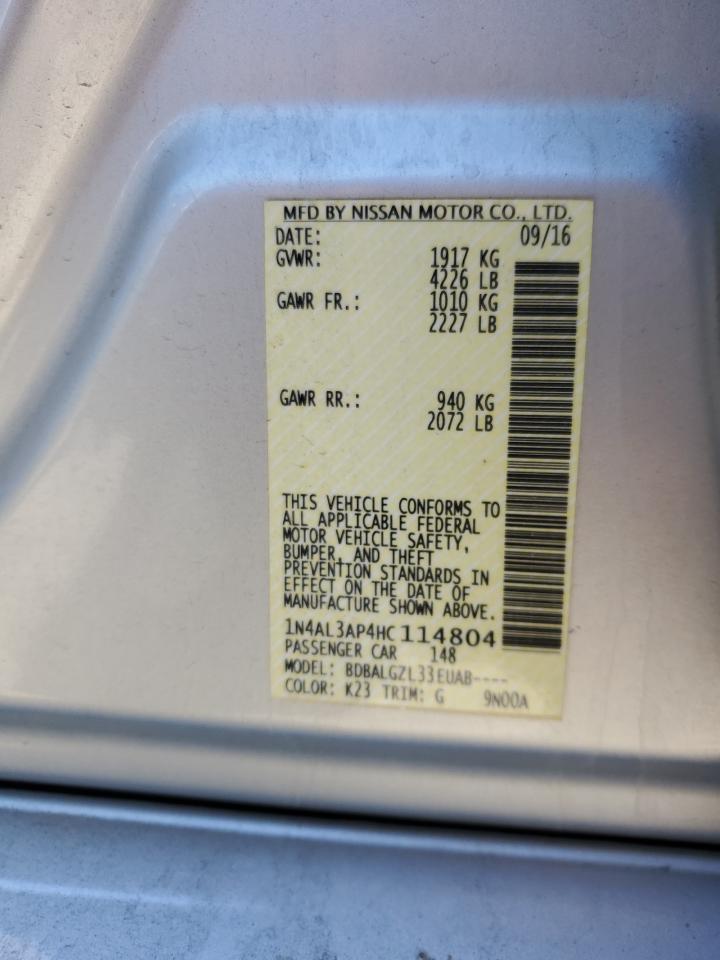 MFD BY NISSAN MOTOR CO., LTD.
DATE: 09/16
GVWR: 1917 KG
4226 LB
GAWR FR.: 1010 KG
2227 LB
GAWR RR.: 940 KG
2072 LB
THIS VEHICLE CONFORMS TO
ALL APPLICABLE FEDERAL
MOTOR VEHICLE SAFETY,
BUMPER, AND THEFT
PREVENTION STANDARDS IN
EFFECT ON THE DATE OF
MANUFACTURE SHOWN ABOVE.
1N4AL3AP4HC114804
PASSENGER CAR 148
MODEL: BDBALGZL33EUAB----
COLOR: K23 TRIM: G 9N00A